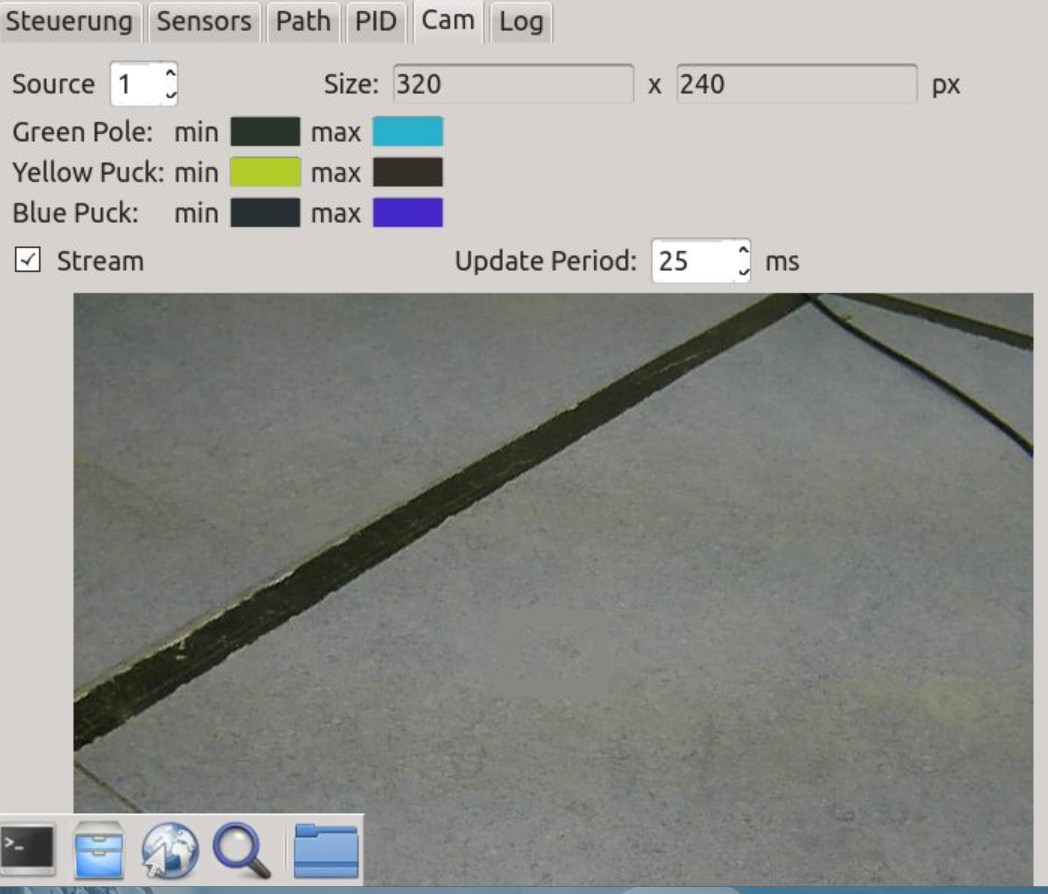 Steuerung Sensors Path PID Cam Log
Source 1 Size: 320 x 240 px
Green Pole: min max
Yellow Puck: min max
Blue Puck: min max
Stream Update Period: 25 ms
>_